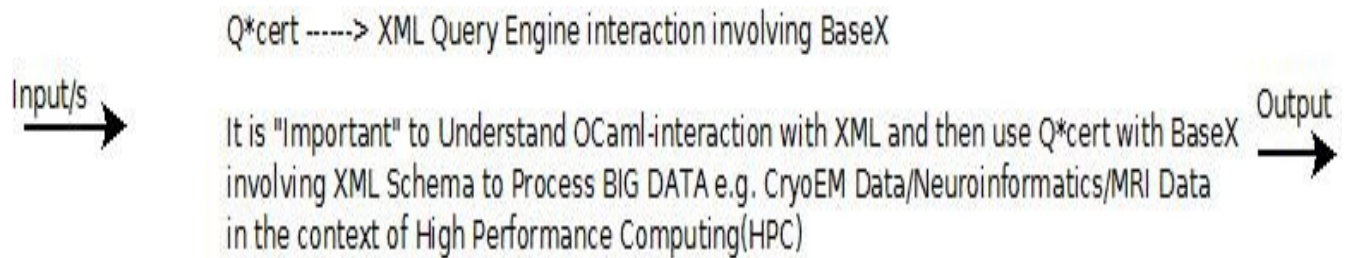 Q*cert ------> XML Query Engine interaction involving BaseX
Input/s
Output
It is "Important" to Understand OCaml-interaction with XML and then use Q*cert with BaseX
involving XML Schema to Process BIG DATA e.g. CryoEM Data/Neuroinformatics/MRI Data
in the context of High Performance Computing(HPC)